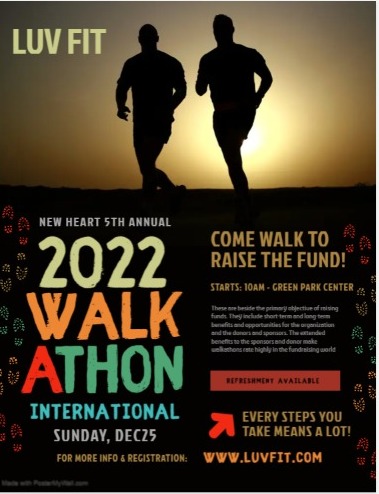 LUV FIT
NEW HEART 5TH ANNUAL
2022
WALK
ATHON
INTERNATIONAL
SUNDAY, DEC25
COME WALK TO
RAISE THE FUND!
STARTS: 10AM - GREEN PARK CENTER
These are beside the primary objective of raising
funds. They include short term and long-term
benefits and opportunities for the organization
and the donors and sponsors. The extended
benefits to the sponsors and donor make
walkathons rate highly in the fundraising world
REFRESHMENT AVAILABLE
EVERY STEPS YOU
TAKE MEANS A LOT!
FOR MORE INFO & REGISTRATION: WWW.LUVFIT.COM
Made with PosterMyWall.com